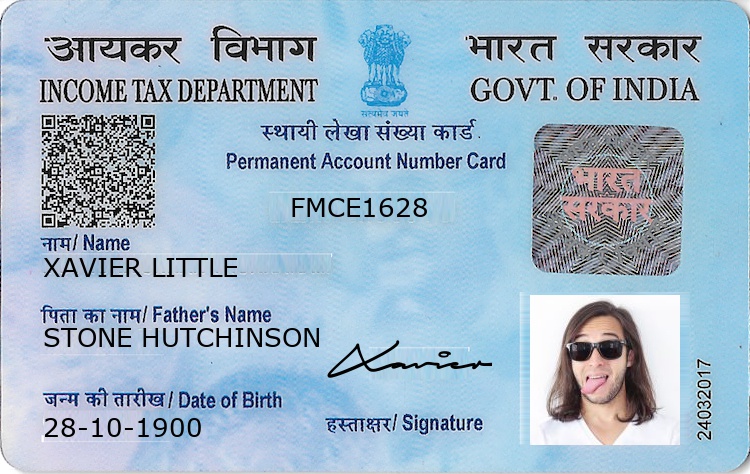 आयकर विभाग
INCOME TAX DEPARTMENT
सत्यमेव जयते
भारत सरकार
GOVT. OF INDIA
स्थायी लेखा संख्या कार्ड
Permanent Account Number Card
FMCE1628
भारत
सरकार
नाम/ Name
XAVIER LITTLE
पिता का नाम/ Father's Name
STONE HUTCHINSON
Xavier
जन्म की तारीख/ Date of Birth
28-10-1900
हस्ताक्षर/ Signature
24032017